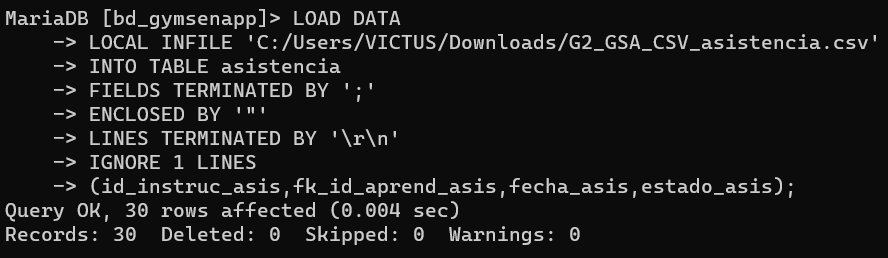 MariaDB [bd_gymsenapp]> LOAD DATA
    -> LOCAL INFILE 'C:/Users/VICTUS/Downloads/G2_GSA_CSV_asistencia.csv'
    -> INTO TABLE asistencia
    -> FIELDS TERMINATED BY ';'
    -> ENCLOSED BY '"'
    -> LINES TERMINATED BY '\r\n'
    -> IGNORE 1 LINES
    -> (id_instruc_asis,fk_id_aprend_asis,fecha_asis,estado_asis);
Query OK, 30 rows affected (0.004 sec)
Records: 30  Deleted: 0  Skipped: 0  Warnings: 0